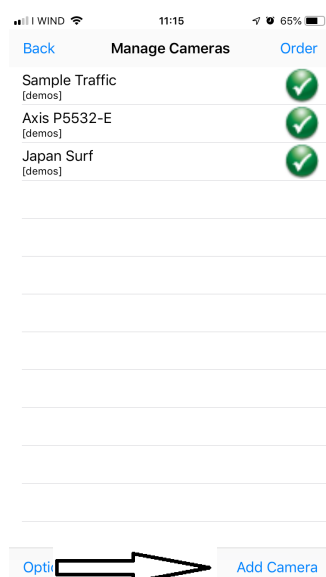 I WIND 11:15 65%
Back Manage Cameras Order
Sample Traffic
[demos]
Axis P5532-E
[demos]
Japan Surf
[demos]
Add Camera